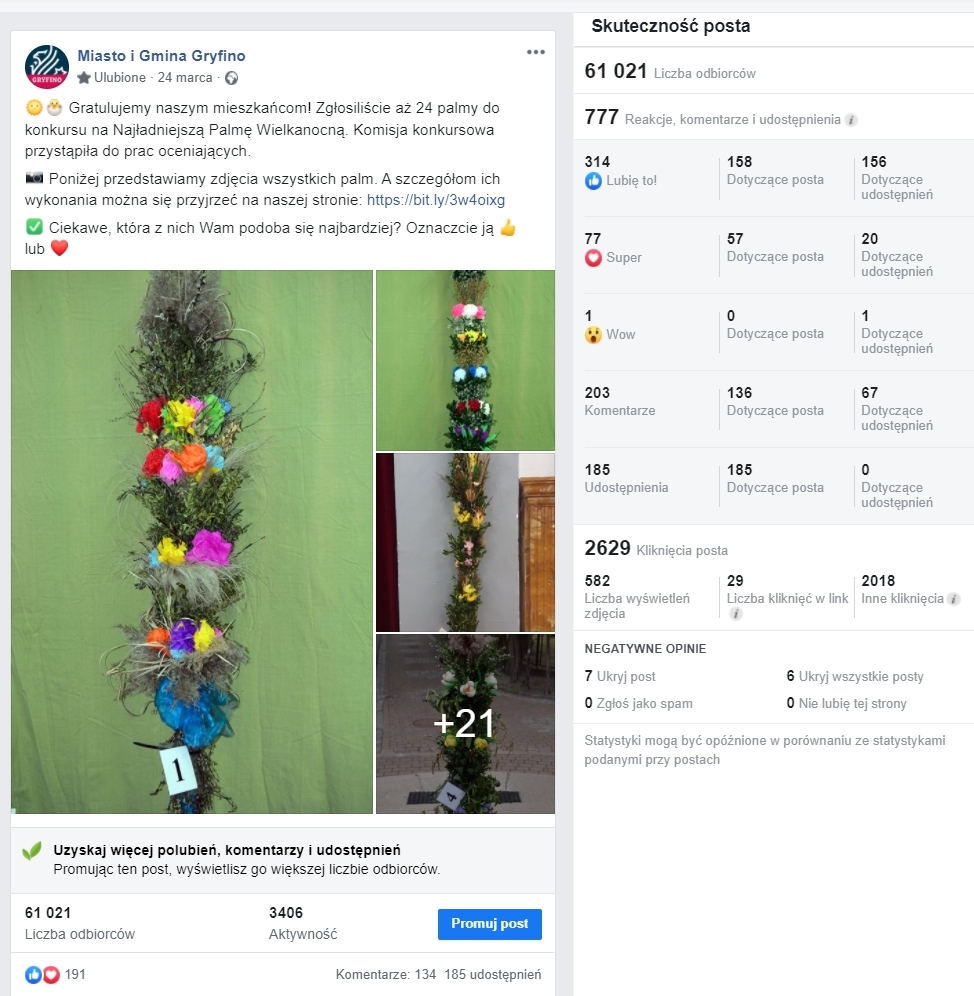 Miasto i Gmina Gryfino
GRYFINO
Ulubione · 24 marca ·
Gratulujemy naszym mieszkańcom! Zgłosiliście aż 24 palmy do
konkursu na Najładniejszą Palmę Wielkanocną. Komisja konkursowa
przystąpiła do prac oceniających.
Poniżej przedstawiamy zdjęcia wszystkich palm. A szczegółom ich
wykonania można się przyjrzeć na naszej stronie: https://bit.ly/3w4oixg
Ciekawe, która z nich Wam podoba się najbardziej? Oznaczcie ją
lub
1
+21
4
Uzyskaj więcej polubień, komentarzy i udostępnień
Promując ten post, wyświetlisz go większej liczbie odbiorców.
61 021 3406
Liczba odbiorców Aktywność
Promuj post
191 Komentarze: 134 185 udostępnień
Skuteczność posta
61 021 Liczba odbiorców
777 Reakcje, komentarze i udostępnienia
314 158 156
Lubię to! Dotyczące posta Dotyczące
udostępnień
77 57 20
Super Dotyczące posta Dotyczące
udostępnień
1 0 1
Wow Dotyczące posta Dotyczące
udostępnień
203 136 67
Komentarze Dotyczące posta Dotyczące
udostępnień
185 185 0
Udostępnienia Dotyczące posta Dotyczące
udostępnień
2629 Kliknięcia posta
582 29 2018
Liczba wyświetleń Liczba kliknięć w link Inne kliknięcia
zdjęcia
NEGATYWNE OPINIE
7 Ukryj post 6 Ukryj wszystkie posty
0 Zgłoś jako spam 0 Nie lubię tej strony
Statystyki mogą być opóźnione w porównaniu ze statystykami
podanymi przy postach